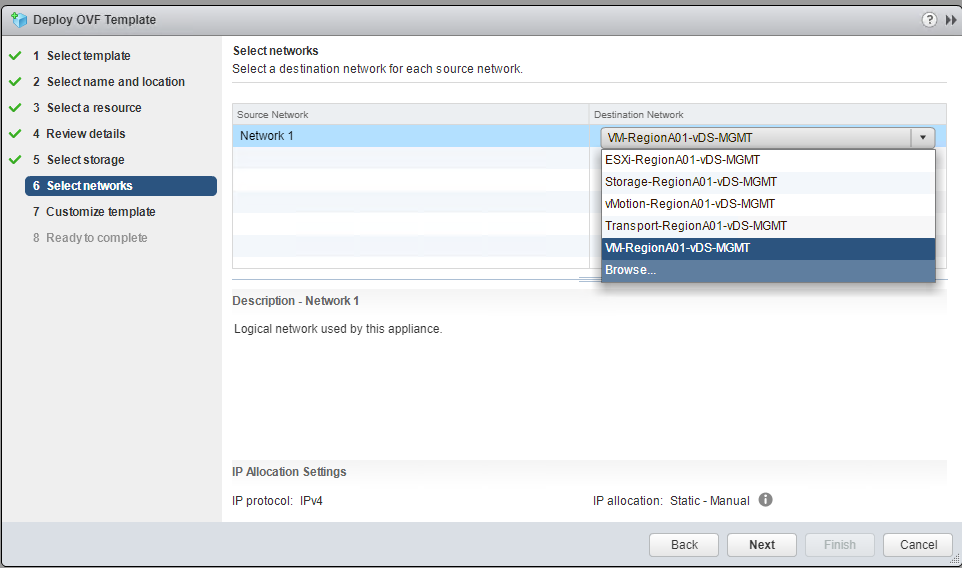 Deploy OVF Template
1 Select template
2 Select name and location
3 Select a resource
4 Review details
5 Select storage
6 Select networks
7 Customize template
8 Ready to complete
Select networks
Select a destination network for each source network.
Source Network Destination Network
Network 1 VM-RegionA01-vDS-MGMT
ESXi-RegionA01-vDS-MGMT
Storage-RegionA01-vDS-MGMT
vMotion-RegionA01-vDS-MGMT
Transport-RegionA01-vDS-MGMT
VM-RegionA01-vDS-MGMT
Browse...
Description - Network 1
Logical network used by this appliance.
IP Allocation Settings
IP protocol: IPv4 IP allocation: Static - Manual
Back Next Finish Cancel